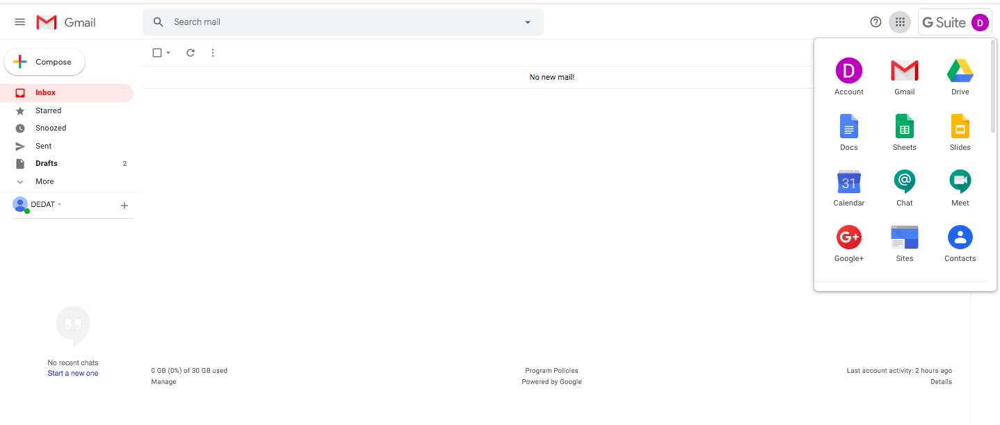 Gmail
Search mail
G Suite D
Compose
No new mail!
Inbox
Starred
Snoozed
Sent
Drafts 2
More
DEDAT
No recent chats
Start a new one
0 GB (0%) of 30 GB used
Manage
Program Policies
Powered by Google
Last account activity: 2 hours ago
Details
D
Account Gmail Drive
Docs Sheets Slides
31 @
Calendar Chat Meet
G+
Google+ Sites Contacts